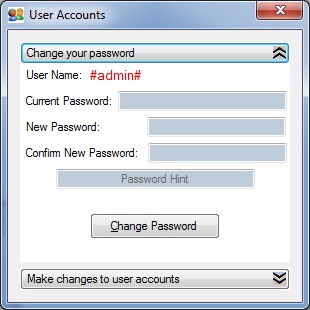 User Accounts
Change your password
User Name: #admin#
Current Password:
New Password:
Confirm New Password:
Password Hint
Change Password
Make changes to user accounts